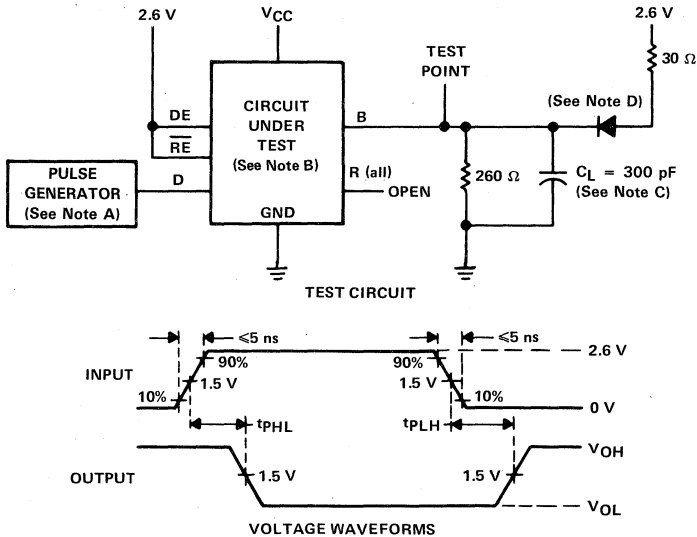 2.6 V
VCC
2.6 V
30 Ω
TEST
POINT
(See Note D)
DE
RE
CIRCUIT
UNDER
TEST
(See Note B)
B
PULSE
GENERATOR
(See Note A)
D
R (all)
OPEN
260 Ω
CL = 300 pF
(See Note C)
GND
TEST CIRCUIT
≤5 ns
≤5 ns
90%
90%
2.6 V
INPUT
1.5 V
1.5 V
10%
10%
0 V
tPHL
tPLH
VOH
OUTPUT
1.5 V
1.5 V
VOL
VOLTAGE WAVEFORMS